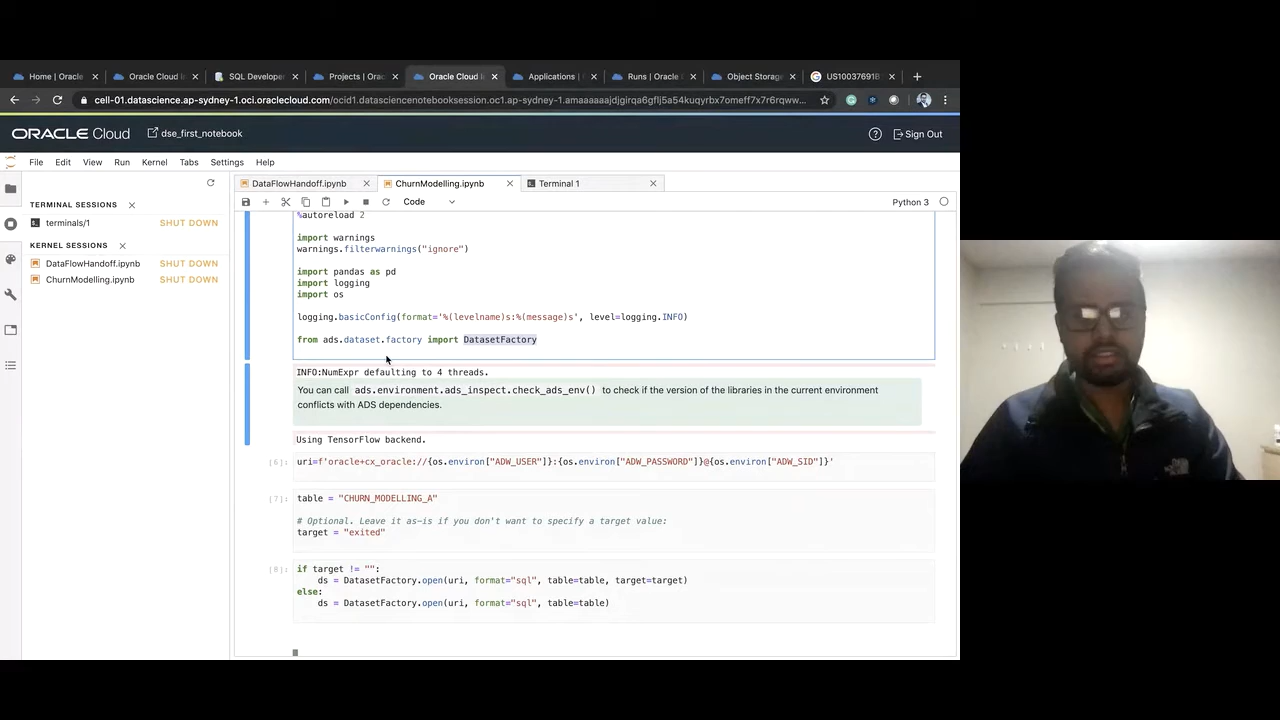 Home | Oracle
Oracle Cloud I
SQL Developer
Projects | Orac
Oracle Cloud I
Applications |
Runs | Oracle
Object Storage
US10037691B
cell-01.datascience.ap-sydney-1.oci.oraclecloud.com/ocid1.datasciencenotebooksession.oc1.ap-sydney-1.amaaaaaajdjgirqa6gflj5a54kuqyrbx7omeff7x7r6rqww...
ORACLE Cloud
dse_first_notebook
Sign Out
File Edit View Run Kernel Tabs Settings Help
DataFlowHandoff.ipynb
ChurnModelling.ipynb
Terminal 1
TERMINAL SESSIONS
terminals/1 SHUT DOWN
KERNEL SESSIONS
DataFlowHandoff.ipynb SHUT DOWN
ChurnModelling.ipynb SHUT DOWN
Code
Python 3
%autoreload 2
import warnings
warnings.filterwarnings("ignore")
import pandas as pd
import logging
import os
logging.basicConfig(format='%(levelname)s:%(message)s', level=logging.INFO)
from ads.dataset.factory import DatasetFactory
INFO:NumExpr defaulting to 4 threads.
You can call ads.environment.ads_inspect.check_ads_env() to check if the version of the libraries in the current environment
conflicts with ADS dependencies.
Using TensorFlow backend.
[6]: uri=f'oracle+cx_oracle://{os.environ["ADW_USER"]}:{os.environ["ADW_PASSWORD"]}@{os.environ["ADW_SID"]}'
[7]: table = "CHURN_MODELLING_A"
# Optional. Leave it as-is if you don't want to specify a target value:
target = "exited"
[8]: if target != "":
ds = DatasetFactory.open(uri, format="sql", table=table, target=target)
else:
ds = DatasetFactory.open(uri, format="sql", table=table)